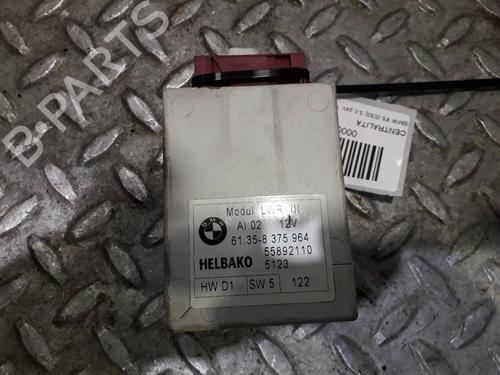 B-PARTS
Modul
AI:02 12V
61.35-8 375 964
55892110
HELBAKO 5123
HW D1 SW 5 122
CENTRALITA
BMW X5 (E53) 3.0 24V